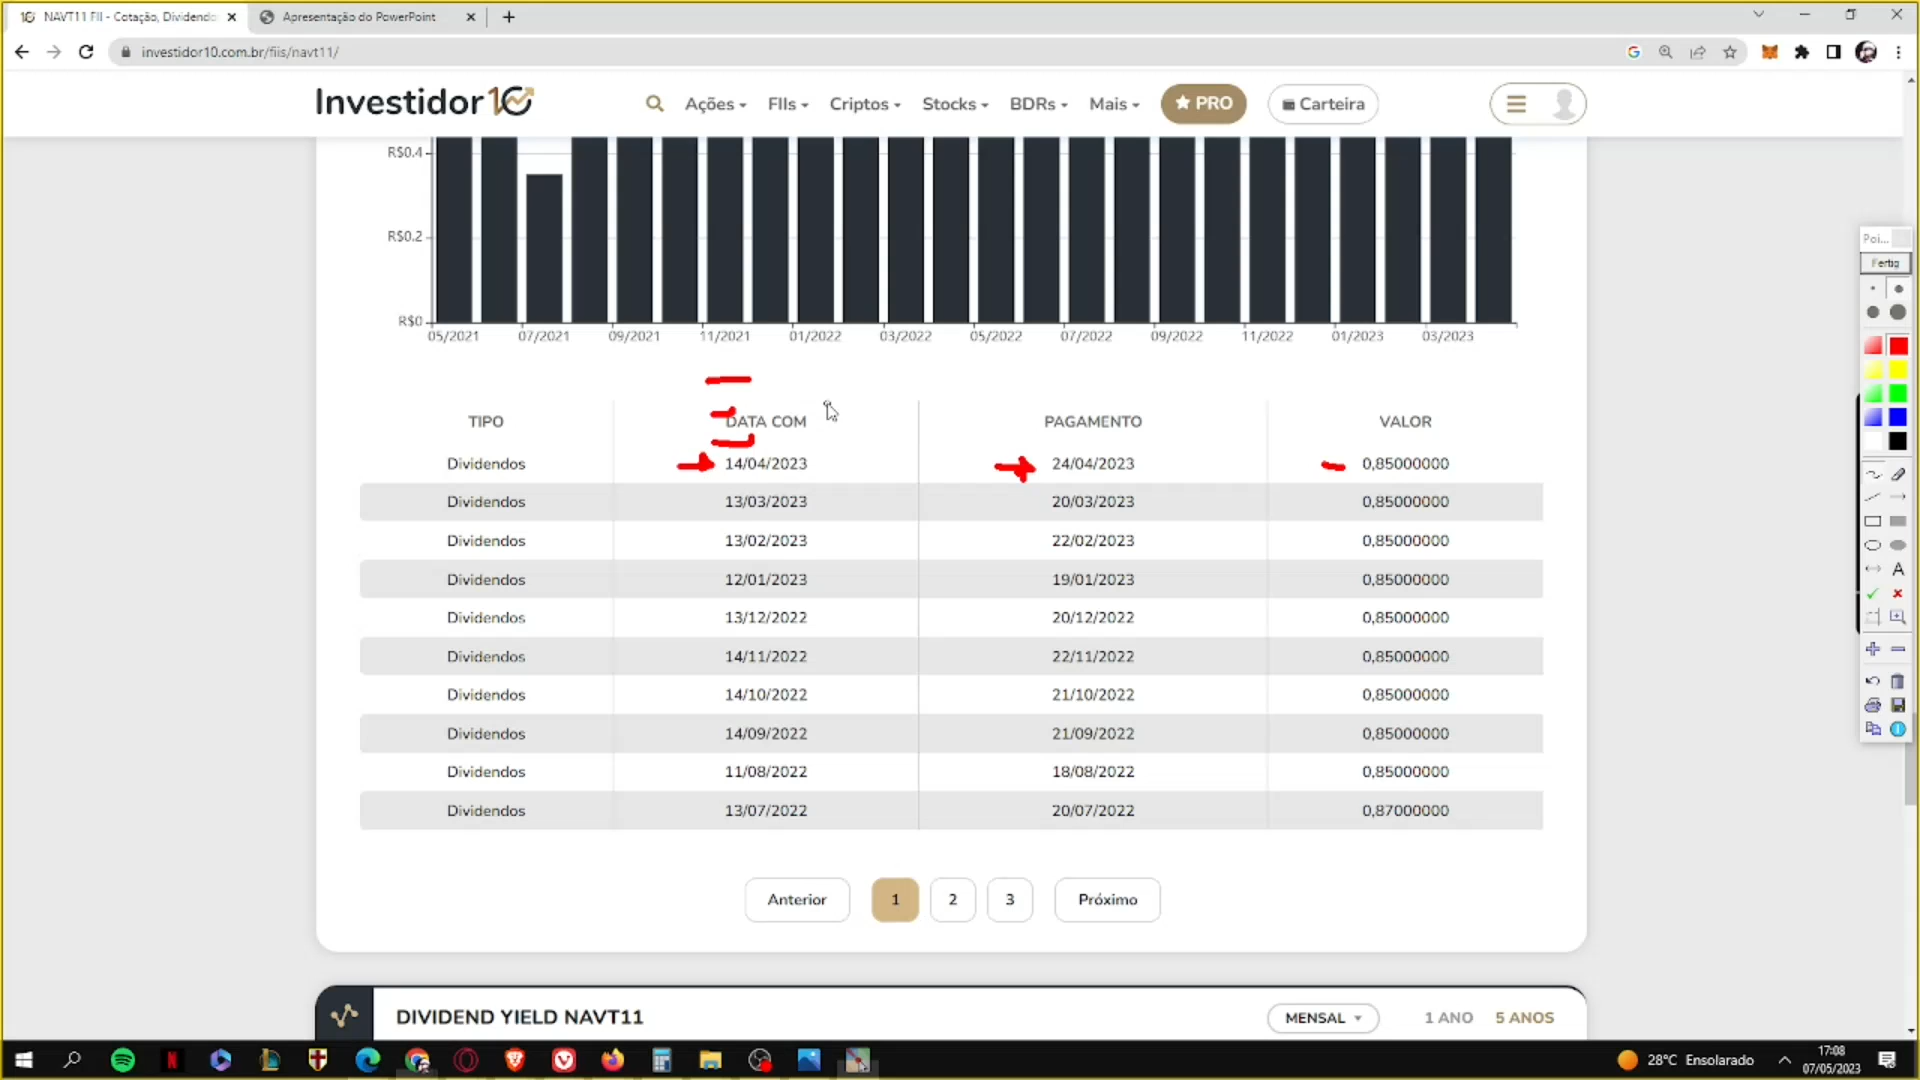 NAVT11 FII - Cotação, Dividendo
Apresentação do PowerPoint
investidor10.com.br/fiis/navt11/
Investidor10
Ações
FIIs
Criptos
Stocks
BDRs
Mais
PRO
Carteira
R$0.4
R$0.2
R$0
05/2021 07/2021 09/2021 11/2021 01/2022 03/2022 05/2022 07/2022 09/2022 11/2022 01/2023 03/2023
TIPO DATA COM PAGAMENTO VALOR
Dividendos 14/04/2023 24/04/2023 0,85000000
Dividendos 13/03/2023 20/03/2023 0,85000000
Dividendos 13/02/2023 22/02/2023 0,85000000
Dividendos 12/01/2023 19/01/2023 0,85000000
Dividendos 13/12/2022 20/12/2022 0,85000000
Dividendos 14/11/2022 22/11/2022 0,85000000
Dividendos 14/10/2022 21/10/2022 0,85000000
Dividendos 14/09/2022 21/09/2022 0,85000000
Dividendos 11/08/2022 18/08/2022 0,85000000
Dividendos 13/07/2022 20/07/2022 0,87000000
Anterior 1 2 3 Próximo
DIVIDEND YIELD NAVT11 MENSAL 1 ANO 5 ANOS
Poi...
Fertig
A
28°C Ensolarado
17:08
07/05/2023